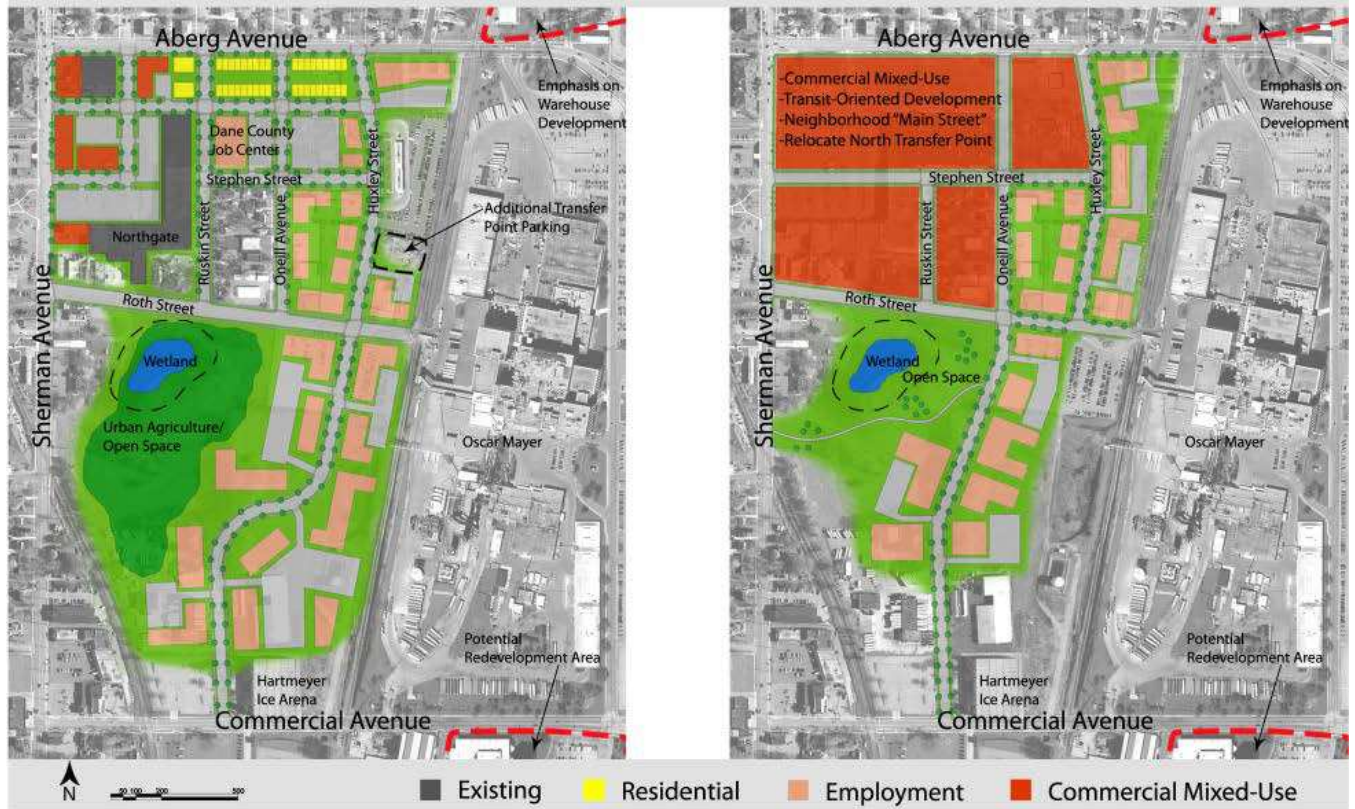 Aberg Avenue
Emphasis on
Warehouse
Development
Dane County
Job Center
Huxley Street
Stephen Street
Additional Transfer
Point Parking
Northgate
Ruskin Street
Oneill Avenue
Roth Street
Sherman Avenue
Wetland
Urban Agriculture/
Open Space
Oscar Mayer
Potential
Redevelopment Area
Hartmeyer
Ice Arena
Commercial Avenue
Aberg Avenue
Emphasis on
Warehouse
Development
-Commercial Mixed-Use
-Transit-Oriented Development
-Neighborhood "Main Street"
-Relocate North Transfer Point
Huxley Street
Stephen Street
Ruskin Street
Oneill Avenue
Roth Street
Sherman Avenue
Wetland
Open Space
Oscar Mayer
Potential
Redevelopment Area
Hartmeyer
Ice Arena
Commercial Avenue
N
50 100 200 500
Existing
Residential
Employment
Commercial Mixed-Use